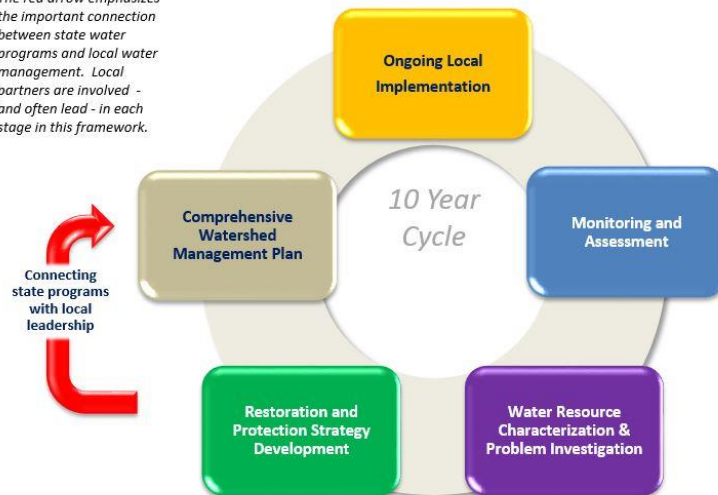 The red arrow emphasizes
the important connection
between state water
programs and local water
management. Local
partners are involved -
and often lead - in each
stage in this framework.
Ongoing Local
Implementation
10 Year
Cycle
Monitoring and
Assessment
Water Resource
Characterization &
Problem Investigation
Restoration and
Protection Strategy
Development
Comprehensive
Watershed
Management Plan
Connecting
state programs
with local
leadership